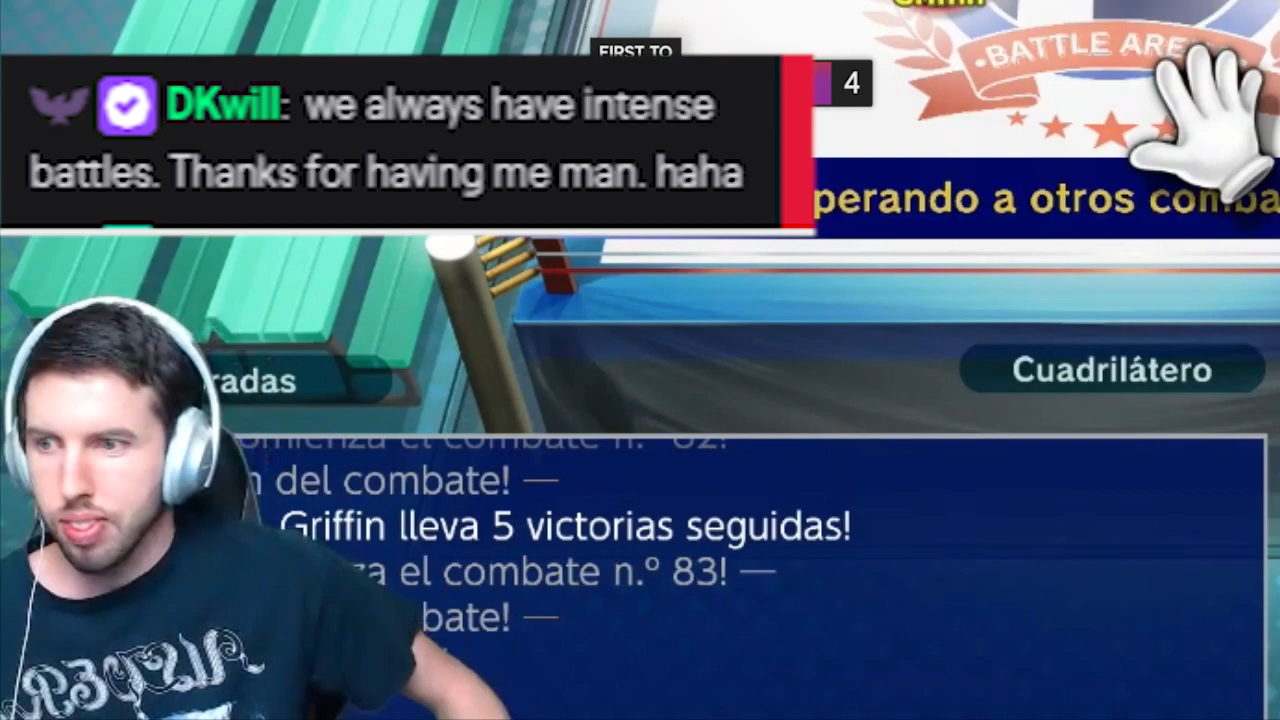 FIRST TO
BATTLE ARE
DKwill: we always have intense
battles. Thanks for having me man. haha
4
perando a otros comba
radas
Cuadrilátero
n del combate! —
Griffin lleva 5 victorias seguidas!
za el combate n.º 83! —
bate! —